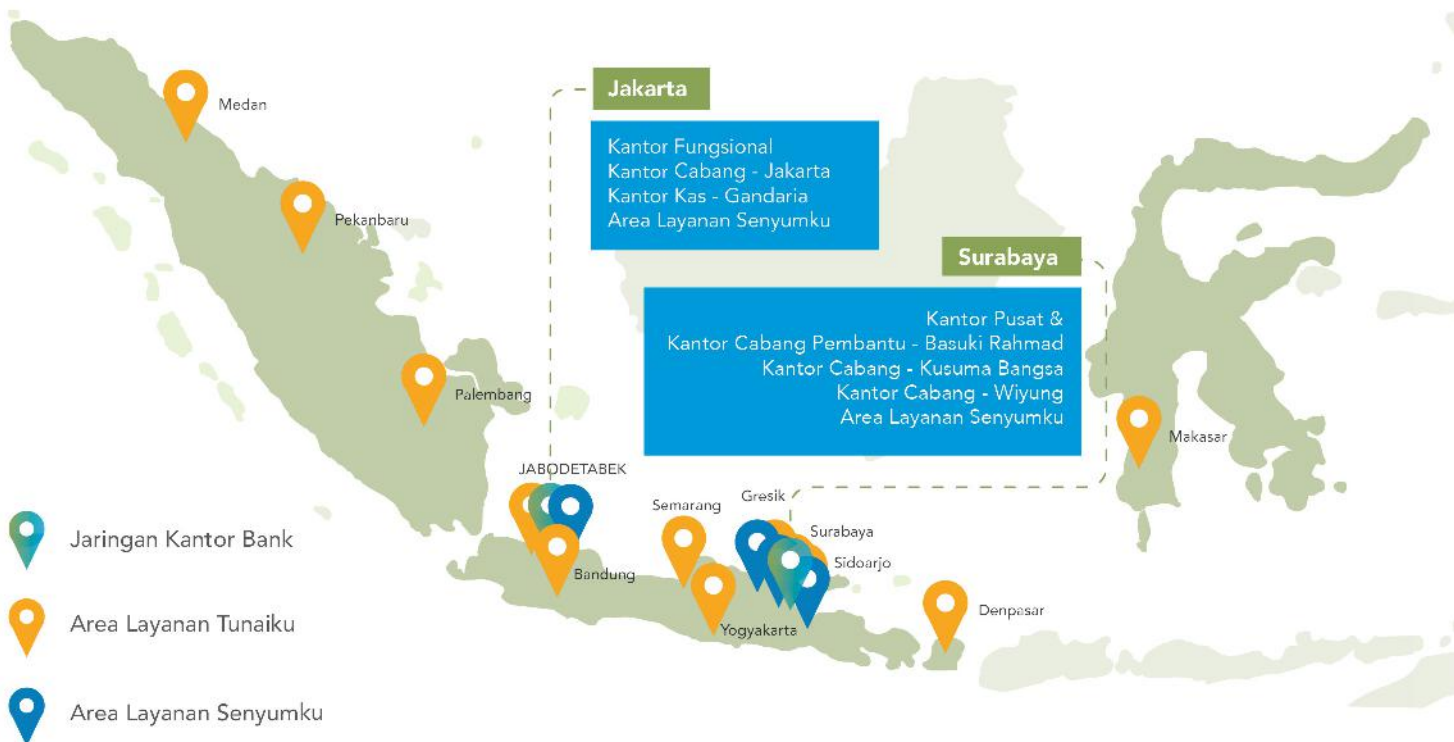 Medan
Pekanbaru
Palembang
Jakarta
Kantor Fungsional
Kantor Cabang - Jakarta
Kantor Kas - Gandaria
Area Layanan Senyumku
Surabaya
Kantor Pusat &
Kantor Cabang Pembantu - Basuki Rahmad
Kantor Cabang - Kusuma Bangsa
Kantor Cabang - Wiyung
Area Layanan Senyumku
Makasar
JABODETABEK
Bandung
Semarang
Yogyakarta
Gresik
Surabaya
Sidoarjo
Denpasar
Jaringan Kantor Bank
Area Layanan Tunaiku
Area Layanan Senyumku